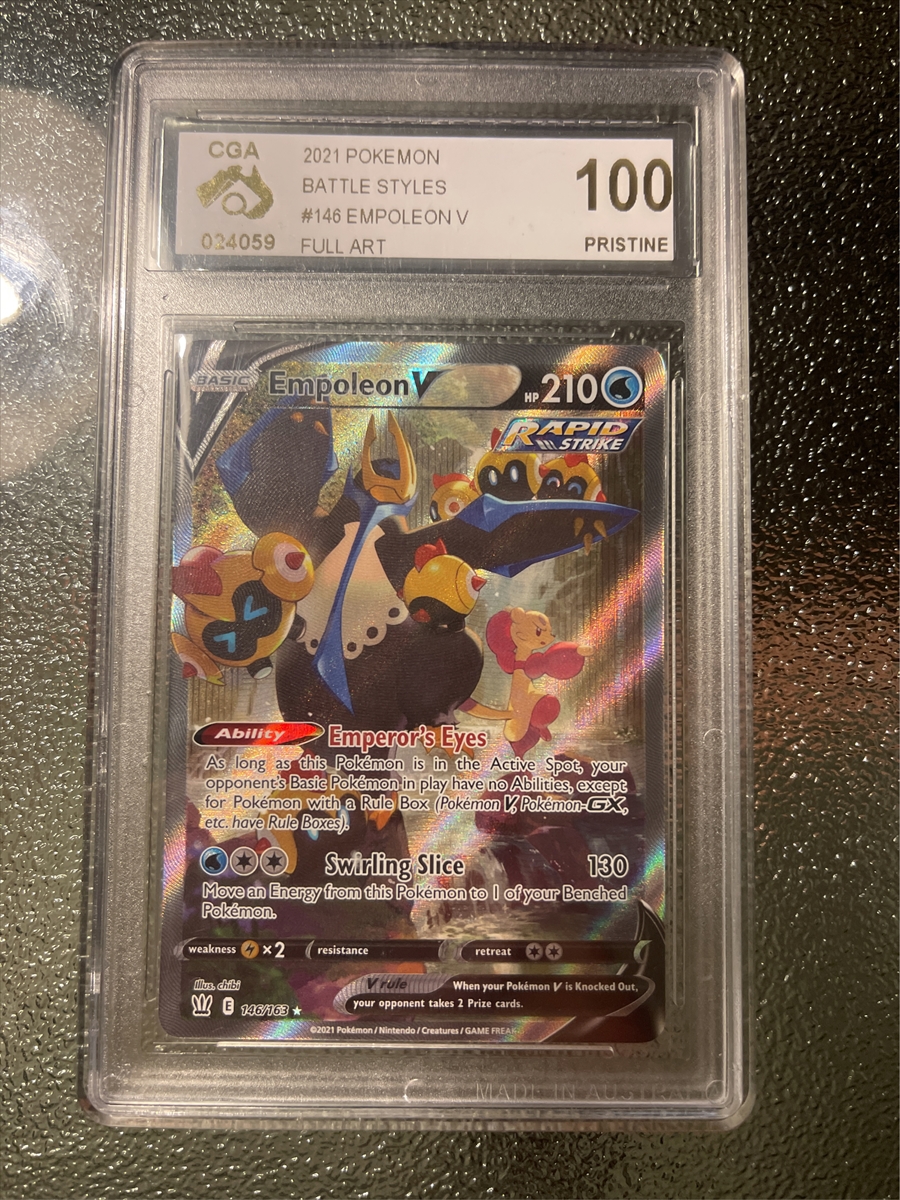 CGA
034059
2021 POKEMON
BATTLE STYLES
#146 EMPOLEON V
FULL ART
100
PRISTINE
BASIC
Empoleon V
HP 210
RAPID
STRIKE
Ability Emperor's Eyes
As long as this Pokémon is in the Active Spot, your
opponent's Basic Pokémon in play have no Abilities, except
for Pokémon with a Rule Box (Pokémon V, Pokémon-GX,
etc. have Rule Boxes).
Swirling Slice 130
Move an Energy from this Pokémon to 1 of your Benched
Pokémon.
weakness ×2 resistance retreat
Illus. chibi
V rule When your Pokémon V is Knocked Out,
your opponent takes 2 Prize cards.
E 146/163
©2021 Pokémon / Nintendo / Creatures / GAME FREAK
MADE IN AUSTRALIA